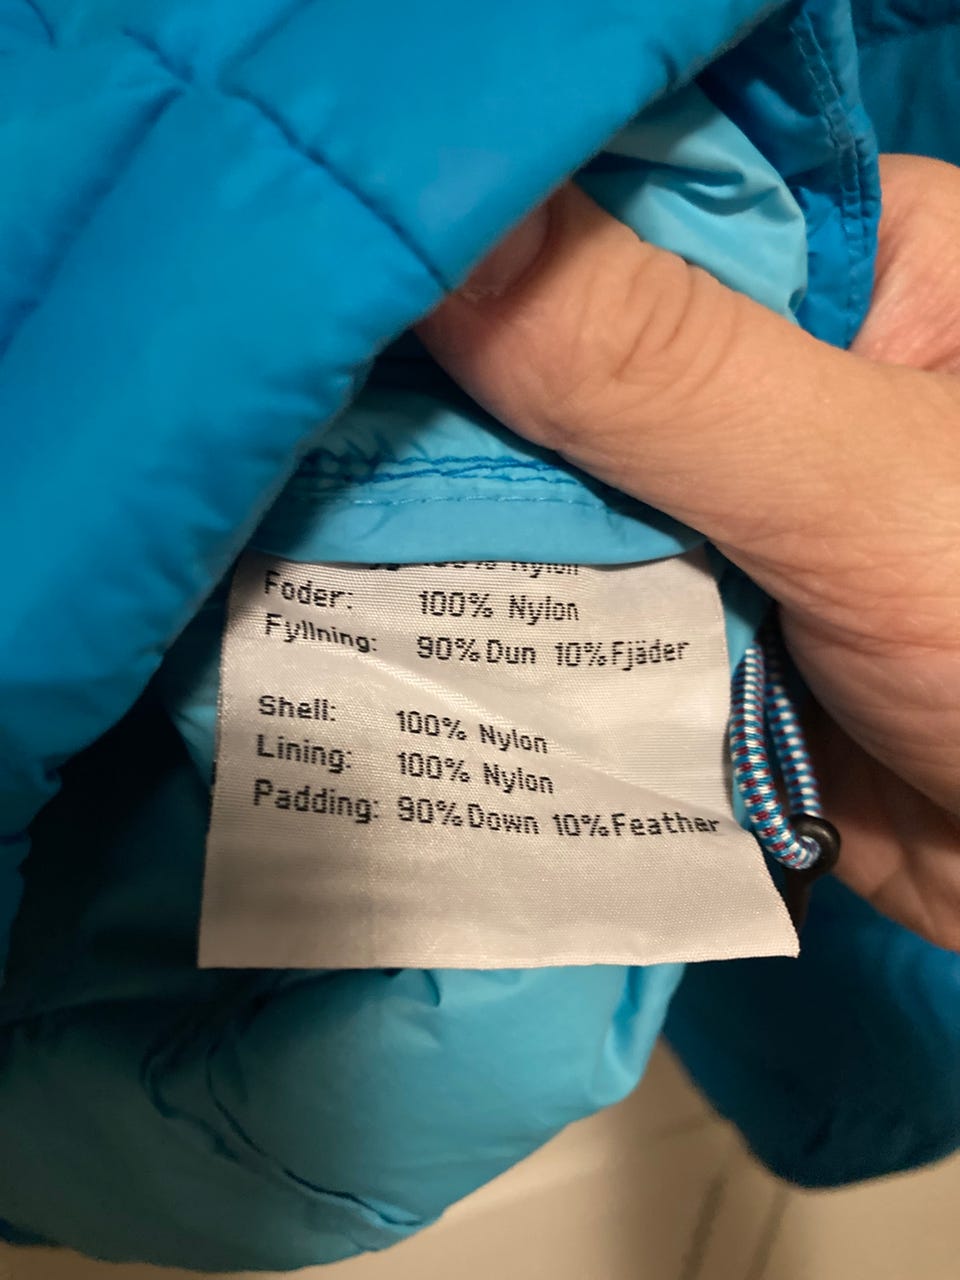 Nylon
Foder: 100% Nylon
Fyllning: 90% Dun 10% Fjäder
Shell: 100% Nylon
Lining: 100% Nylon
Padding: 90% Down 10% Feather